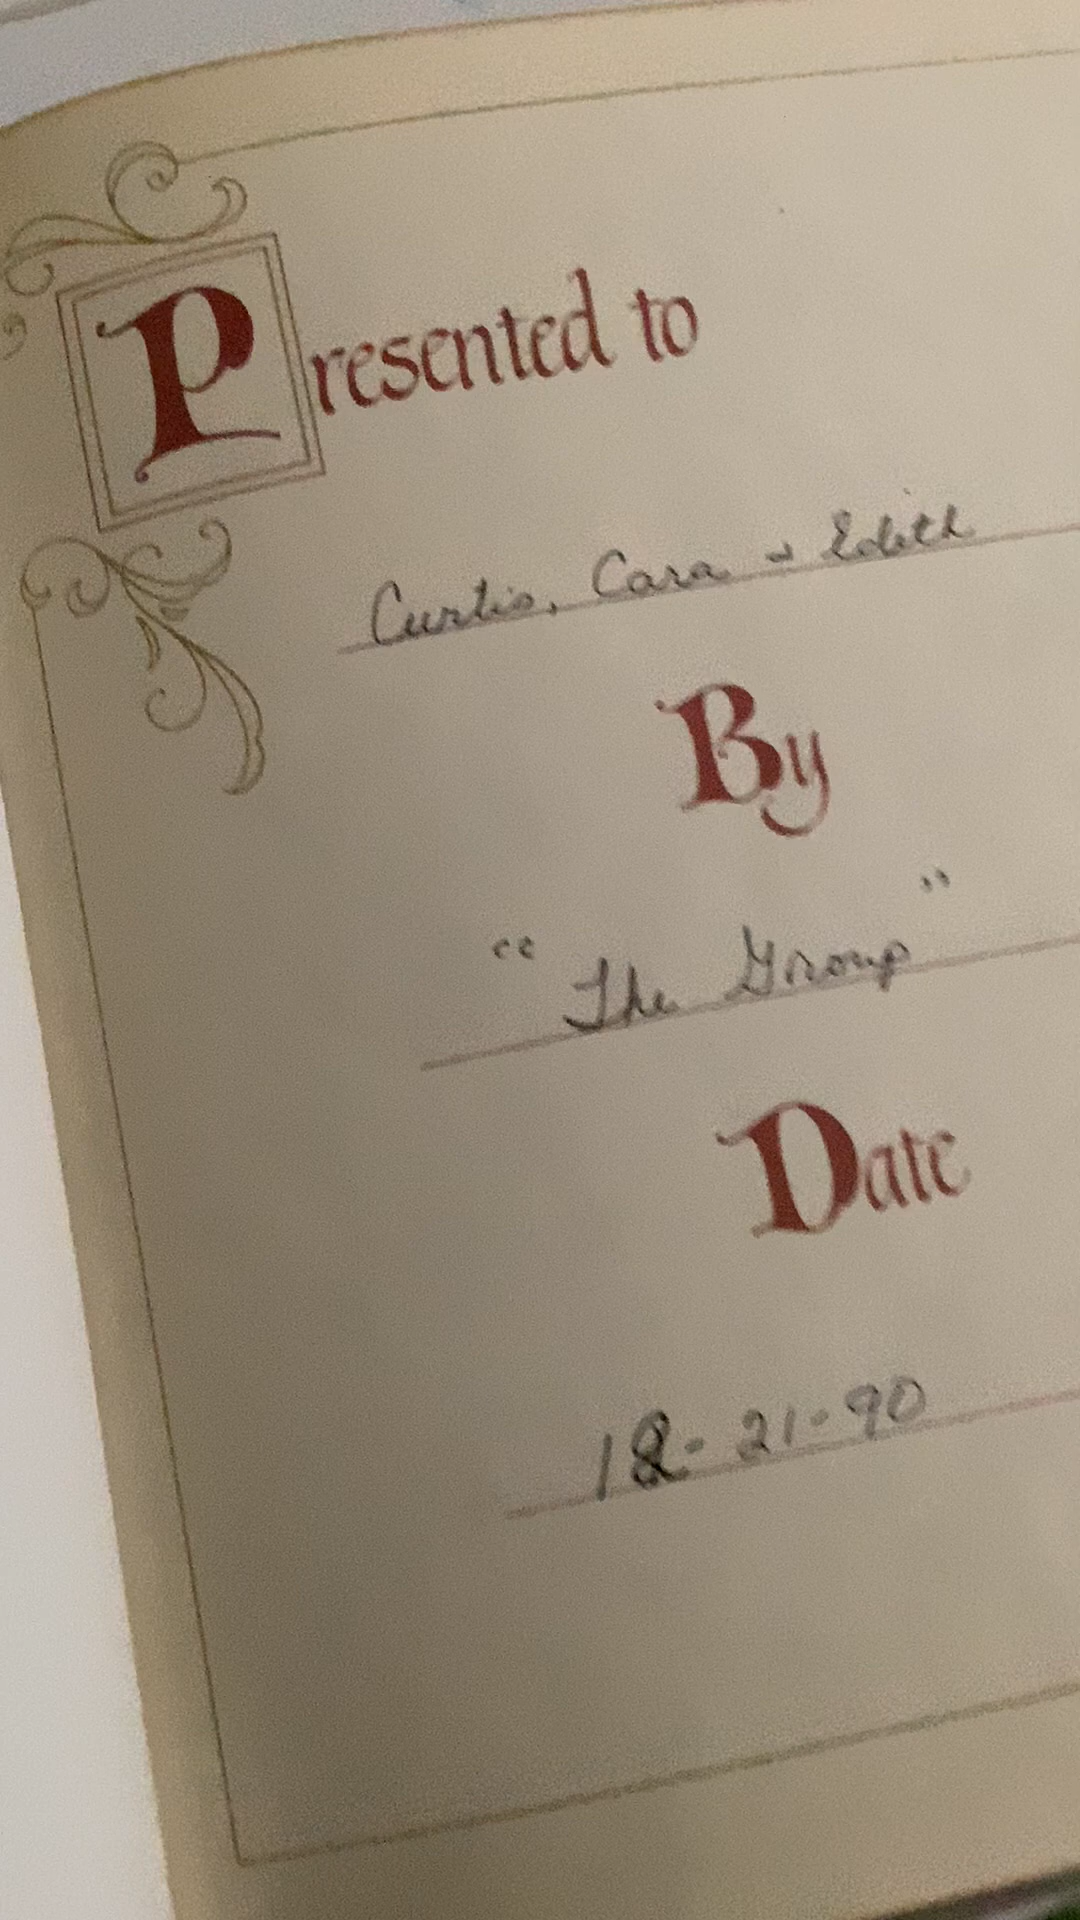 Presented to
Curtis, Cara & Edith
By
"The Group"
Date
12-21-90